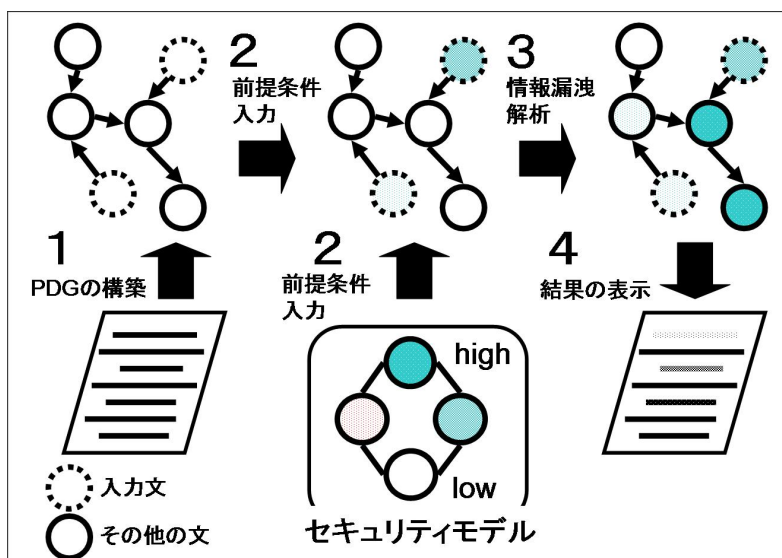 1
PDGの構築
2
前提条件
入力
2
前提条件
入力
3
情報漏洩
解析
4
結果の表示
high
low
セキュリティモデル
入力文
その他の文